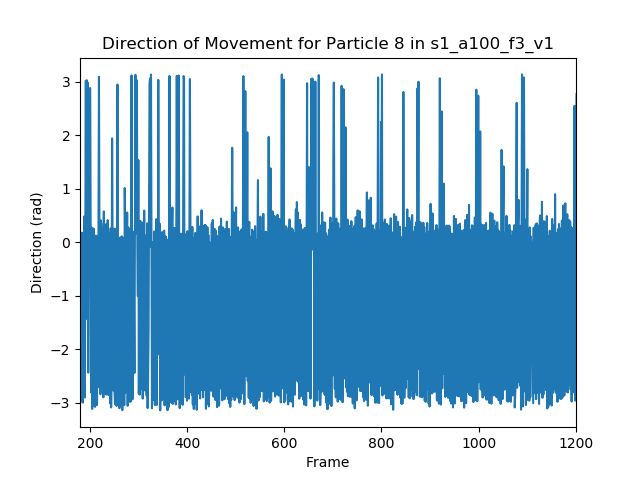 Direction of Movement for Particle 8 in s1_a100_f3_v1
Direction (rad)
3
2
1
0
−1
−2
−3
200 400 600 800 1000 1200
Frame